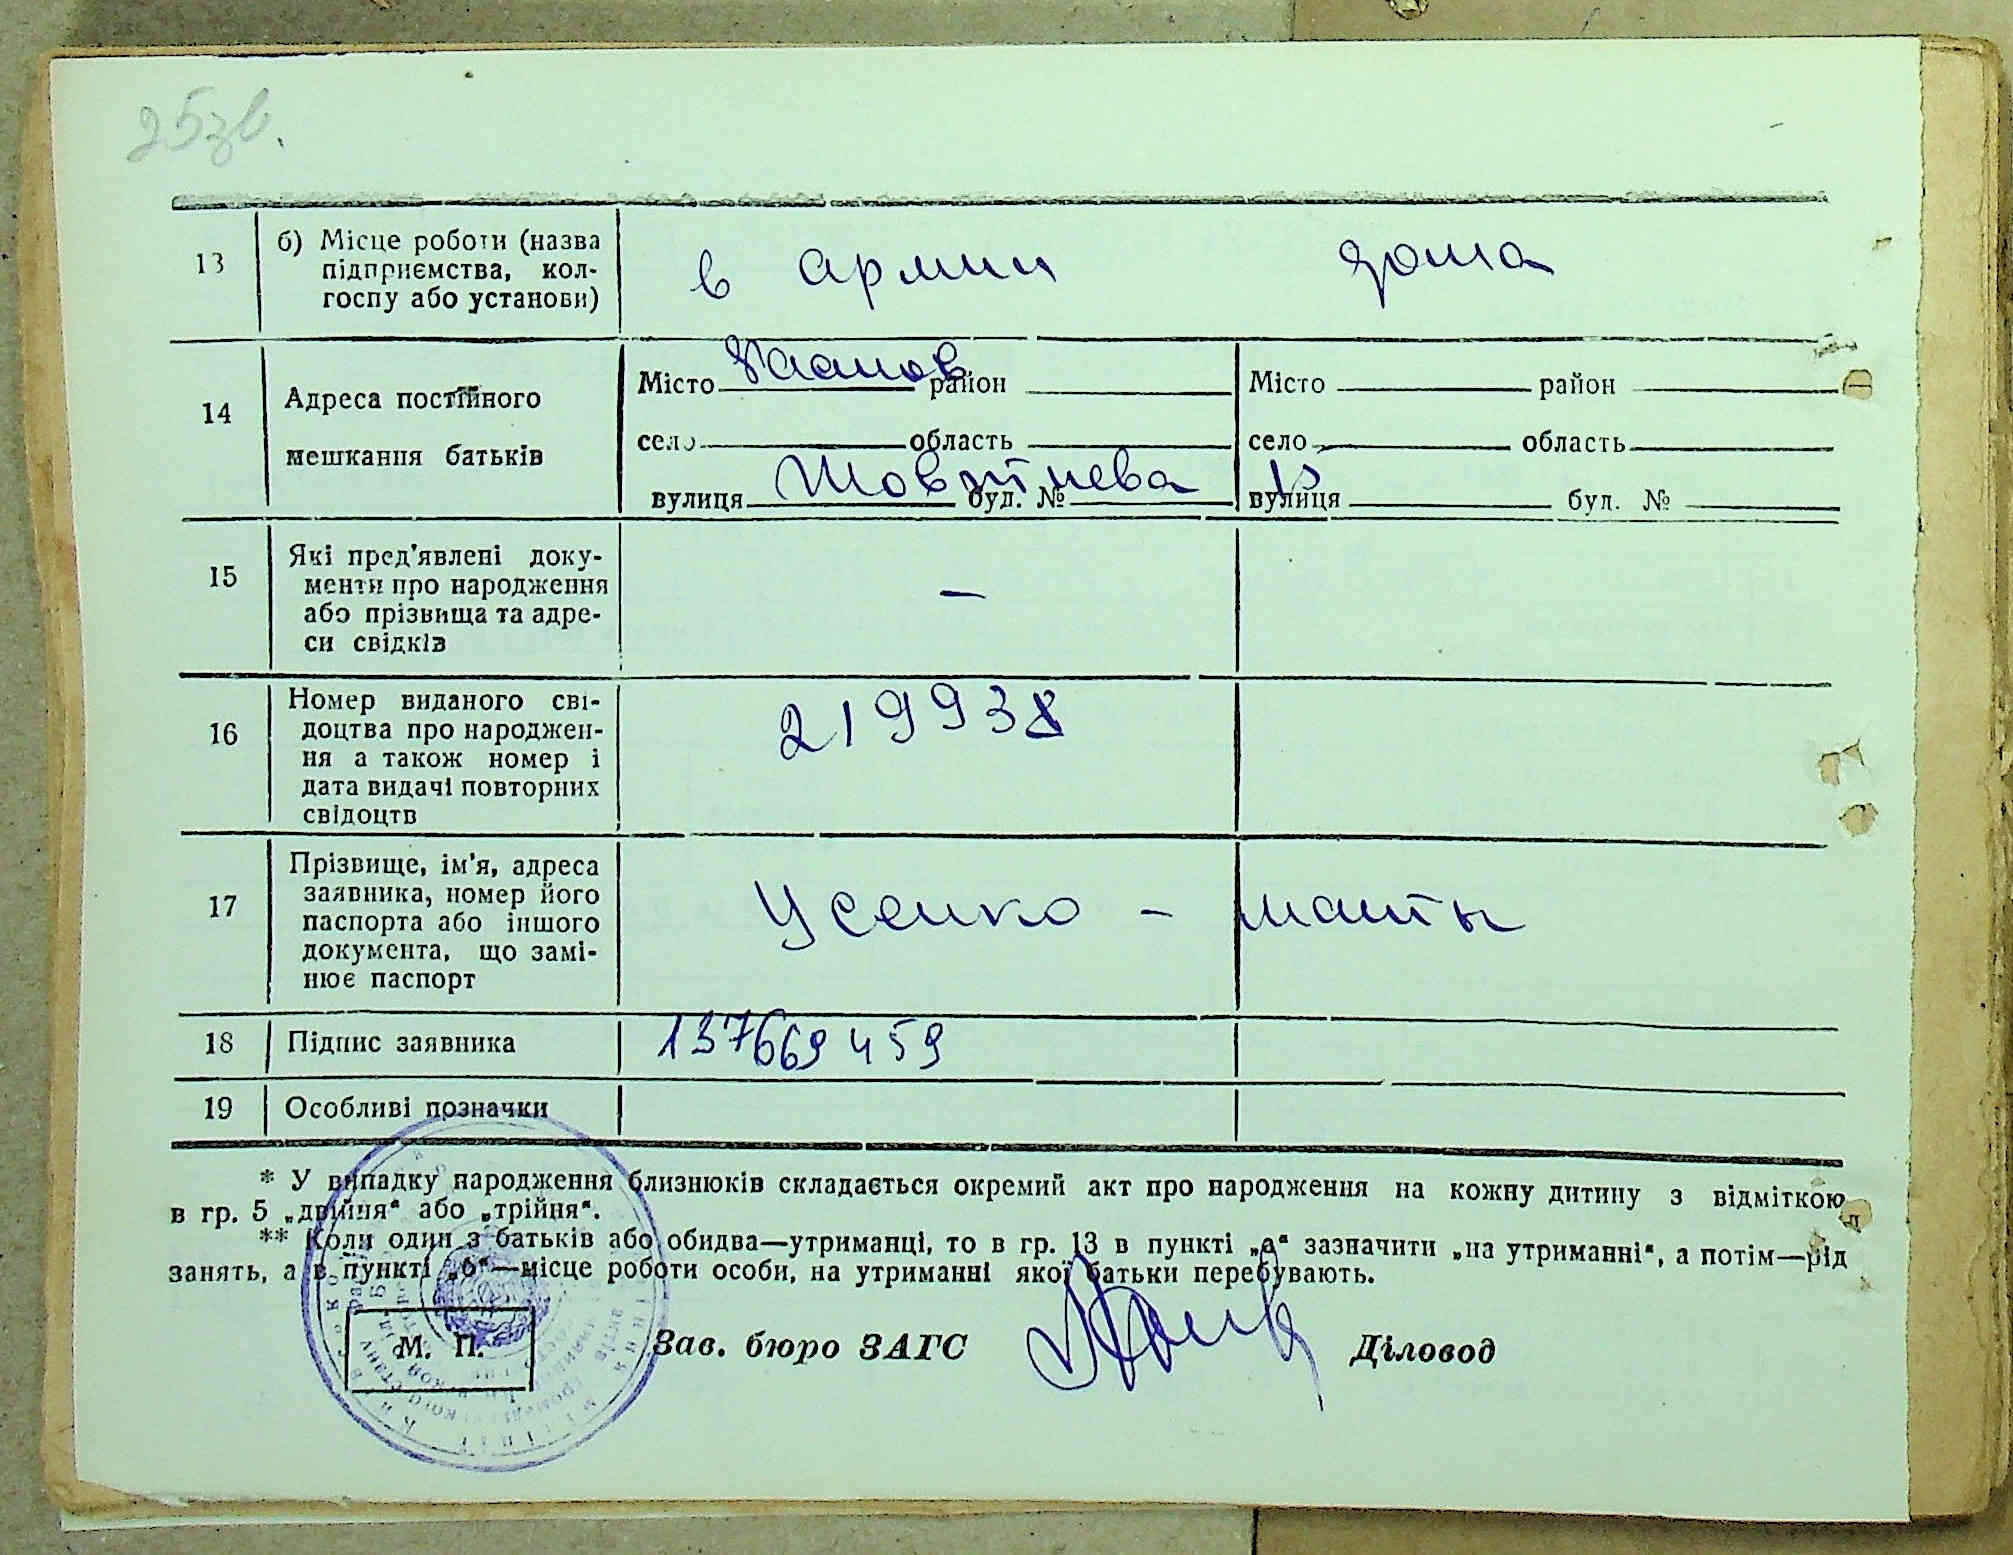 25зв.
13
б) Місце роботи (назва
підприємства, кол-
госпу або установи)
в армии
дома
14
Адреса постійного
мешкання батьків
Місто район
село область
вулиця Жовтнева буд. № 13
Місто район
село область
вулиця буд. №
15
Які пред'явлені доку-
менти про народження
або прізвища та адре-
си свідків
—
16
Номер виданого сві-
доцтва про народжен-
ня а також номер і
дата видачі повторних
свідоцтв
219938
17
Прізвище, ім'я, адреса
заявника, номер його
паспорта або іншого
документа, що замі-
нює паспорт
Усенко - мать
18
Підпис заявника
137669459
19
Особливі позначки
* У випадку народження близнюків складається окремий акт про народження на кожну дитину з відміткою
в гр. 5 „двійня“ або „трійня“.
** Коли один з батьків або обидва—утриманці, то в гр. 13 в пункті „а“ зазначити „на утриманні“, а потім—рід
занять, а в пункті „б“—місце роботи особи, на утриманні якої батьки перебувають.
М. П.
Зав. бюро ЗАГС
Діловод